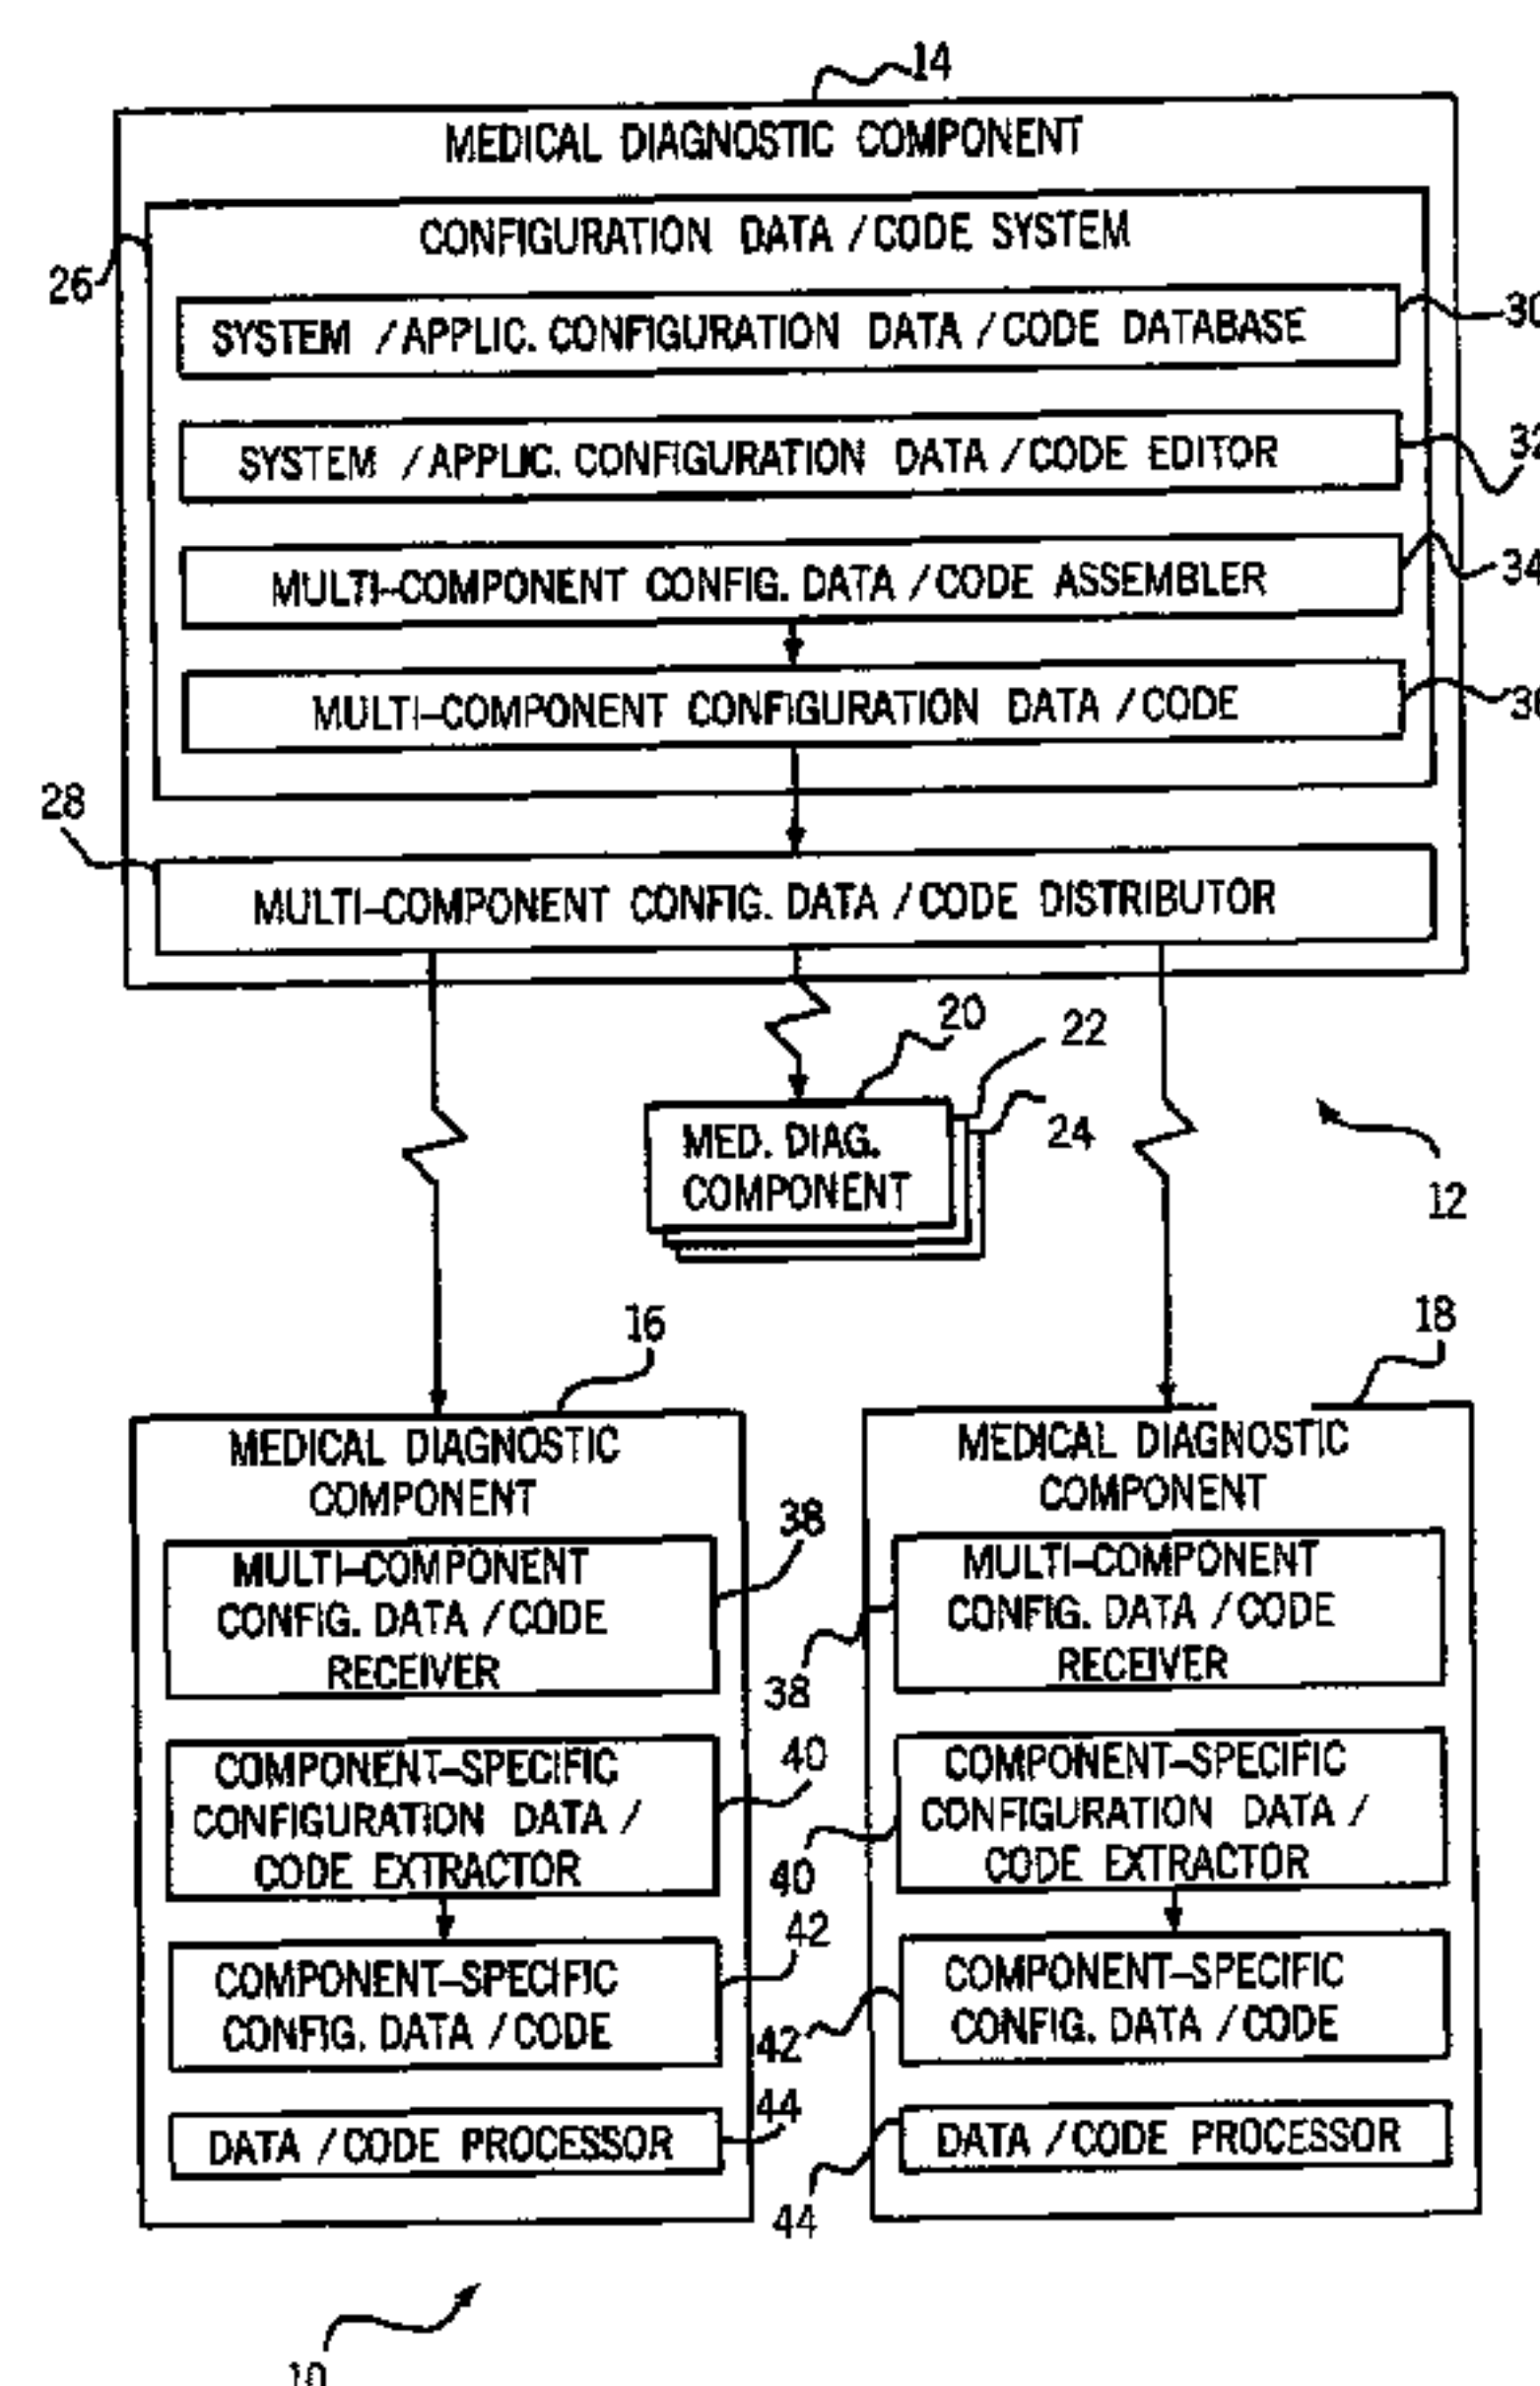 14
MEDICAL DIAGNOSTIC COMPONENT
CONFIGURATION DATA / CODE SYSTEM
26
SYSTEM / APPLIC. CONFIGURATION DATA / CODE DATABASE
30
SYSTEM / APPLIC. CONFIGURATION DATA / CODE EDITOR
32
MULTI-COMPONENT CONFIG. DATA / CODE ASSEMBLER
34
MULTI-COMPONENT CONFIGURATION DATA / CODE
28
MULTI-COMPONENT CONFIG. DATA / CODE DISTRIBUTOR
20
22
24
MED. DIAG.
COMPONENT
12
16
MEDICAL DIAGNOSTIC
COMPONENT
38
MULTI-COMPONENT
CONFIG. DATA / CODE
RECEIVER
40
COMPONENT-SPECIFIC
CONFIGURATION DATA /
CODE EXTRACTOR
42
COMPONENT-SPECIFIC
CONFIG. DATA / CODE
44
DATA / CODE PROCESSOR
18
MEDICAL DIAGNOSTIC
COMPONENT
MULTI-COMPONENT
CONFIG. DATA / CODE
RECEIVER
38
COMPONENT-SPECIFIC
CONFIGURATION DATA /
CODE EXTRACTOR
40
COMPONENT-SPECIFIC
CONFIG. DATA / CODE
42
DATA / CODE PROCESSOR
44
10